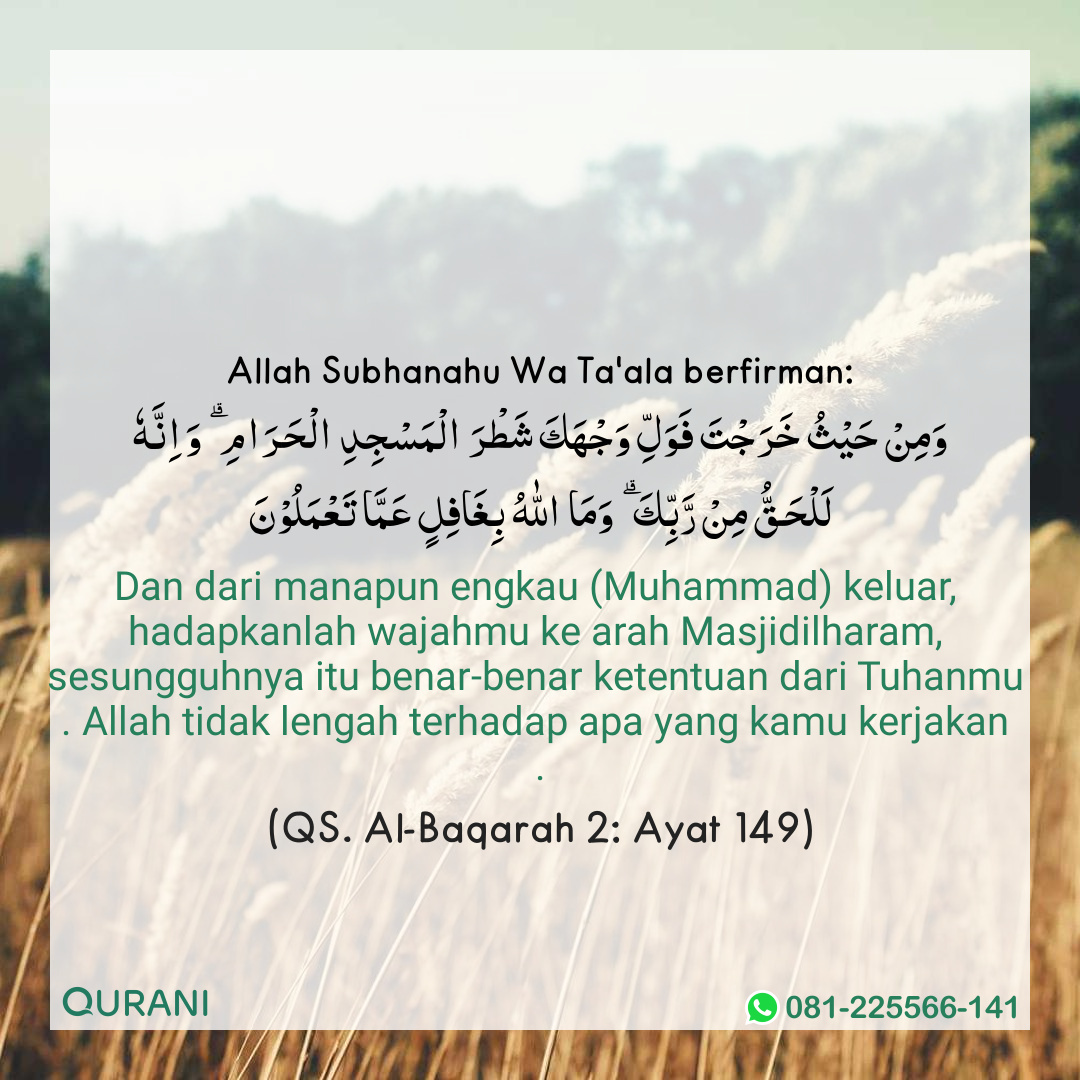 Allah Subhanahu Wa Ta'ala berfirman:
وَمِنْ حَيْثُ خَرَجْتَ فَوَلِّ وَجْهَكَ شَطْرَ الْمَسْجِدِ الْحَرَا مِ ۗ وَاِ نَّهٗ
لَلْحَـقُّ مِنْ رَّبِّكَ ۗ وَمَا اللّٰهُ بِغَا فِلٍ عَمَّا تَعْمَلُوْنَ
Dan dari manapun engkau (Muhammad) keluar,
hadapkanlah wajahmu ke arah Masjidilharam,
sesungguhnya itu benar-benar ketentuan dari Tuhanmu
. Allah tidak lengah terhadap apa yang kamu kerjakan
.
(QS. Al-Baqarah 2: Ayat 149)
QURANI
081-225566-141